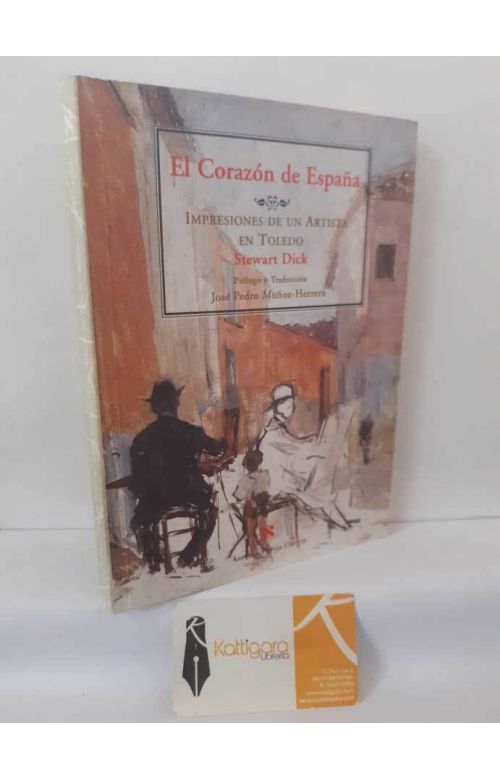 El Corazón de España
Impresiones de un Artista
en Toledo
Stewart Dick
Prólogo y Traducción
José Pedro Muñoz-Herrera
Kattigara
Librería